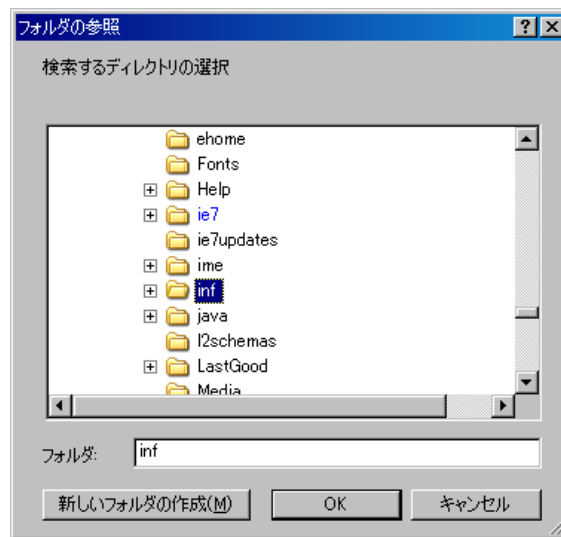 フォルダの参照
検索するディレクトリの選択
ehome
Fonts
Help
ie7
ie7updates
ime
inf
java
l2schemas
LastGood
Media
フォルダ: inf
新しいフォルダの作成(M) OK キャンセル